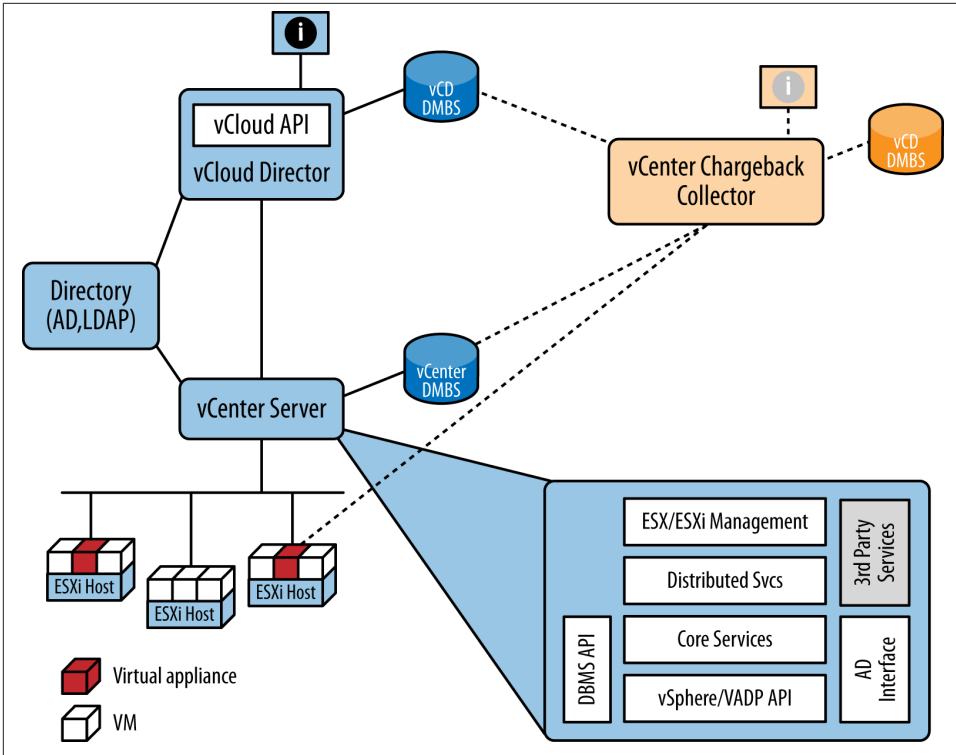 i
vCD
DMBS
i
vCD
DMBS
vCloud API
vCloud Director
vCenter Chargeback
Collector
Directory
(AD,LDAP)
vCenter
DMBS
vCenter Server
ESXi Host
ESXi Host
ESXi Host
ESX/ESXi Management
Distributed Svcs
Core Services
vSphere/VADP API
3rd Party
Services
DBMS API
AD
Interface
Virtual appliance
VM